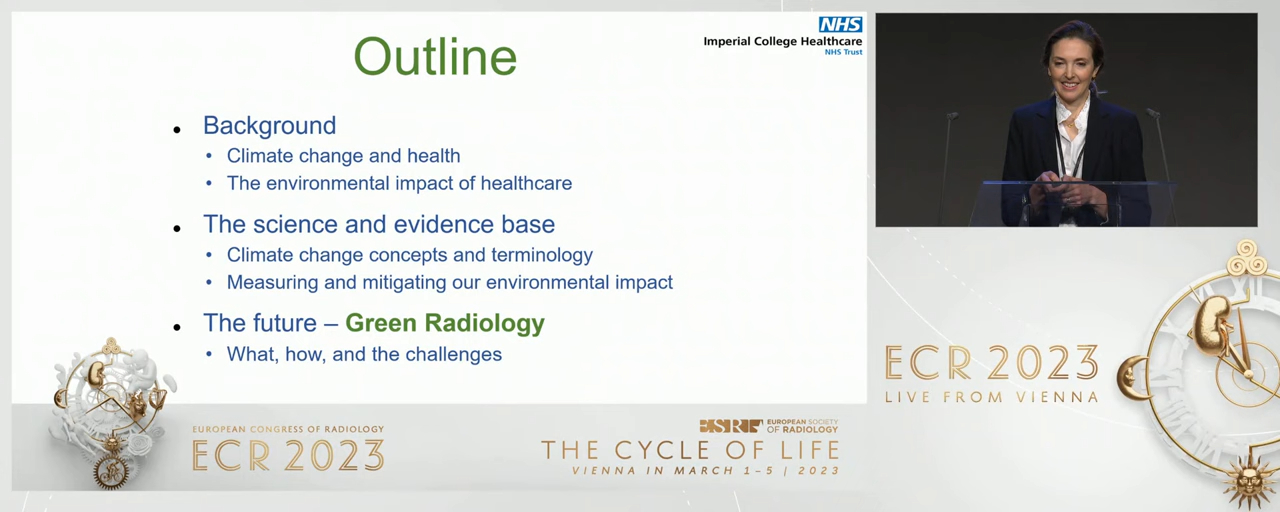 Outline
NHS
Imperial College Healthcare
NHS Trust
• Background
• Climate change and health
• The environmental impact of healthcare
• The science and evidence base
• Climate change concepts and terminology
• Measuring and mitigating our environmental impact
• The future – Green Radiology
• What, how, and the challenges
EUROPEAN CONGRESS OF RADIOLOGY
ECR 2023
EUROPEAN SOCIETY
OF RADIOLOGY
THE CYCLE OF LIFE
VIENNA IN MARCH 1–5 | 2023
ECR 2023
LIVE FROM VIENNA